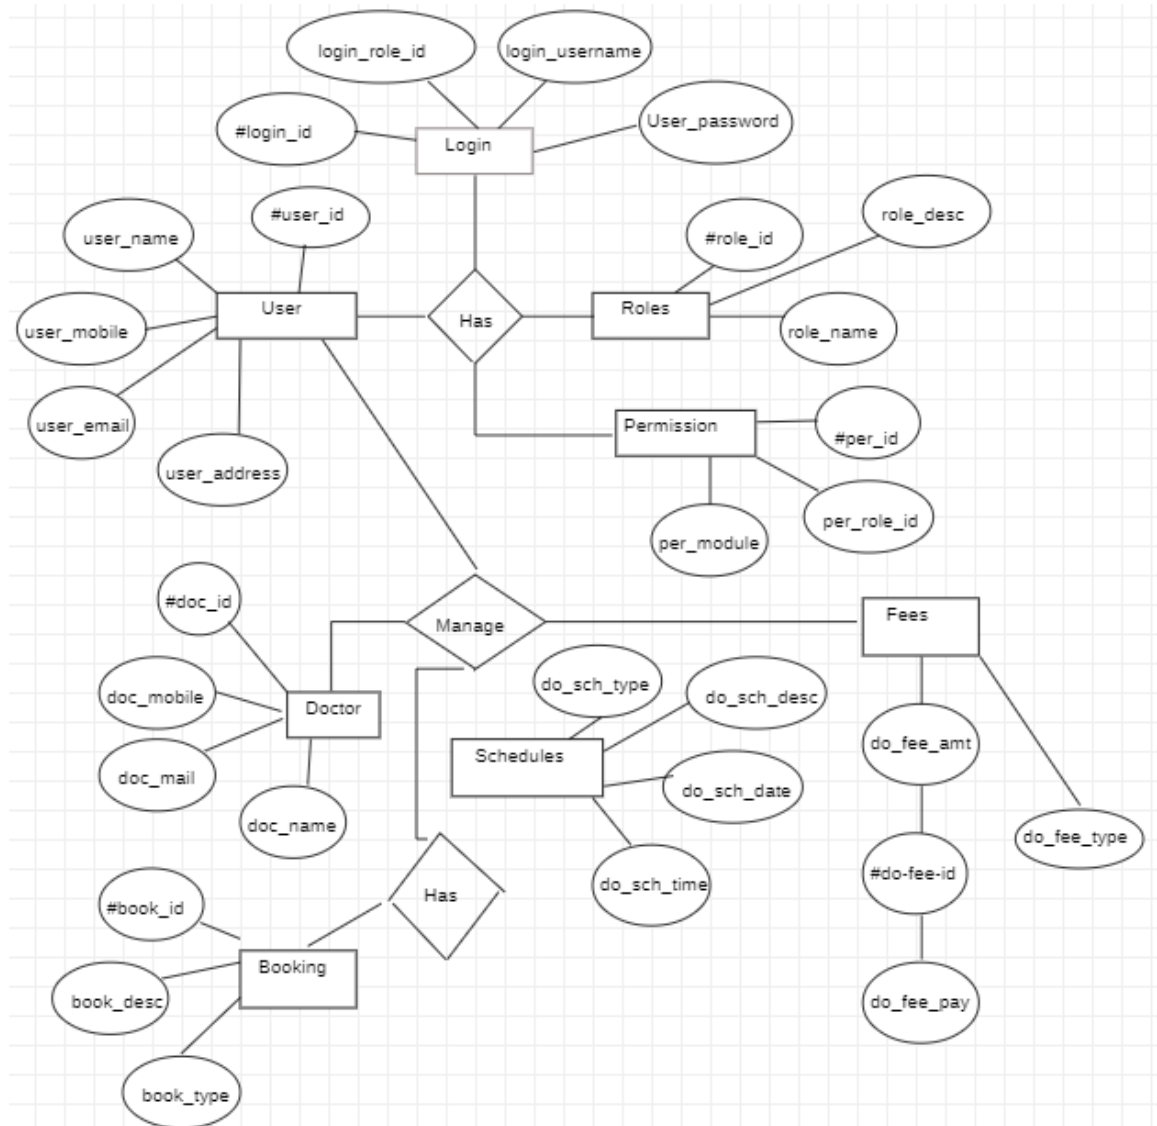 login_role_id
login_username
#login_id
Login
User_password
user_name
#user_id
#role_id
role_desc
User
Has
Roles
user_mobile
role_name
user_email
user_address
Permission
#per_id
per_module
per_role_id
#doc_id
Manage
Fees
doc_mobile
Doctor
do_sch_type
do_sch_desc
doc_mail
Schedules
do_sch_date
do_fee_amt
doc_name
do_fee_type
do_sch_time
#do-fee-id
#book_id
Has
Booking
book_desc
do_fee_pay
book_type